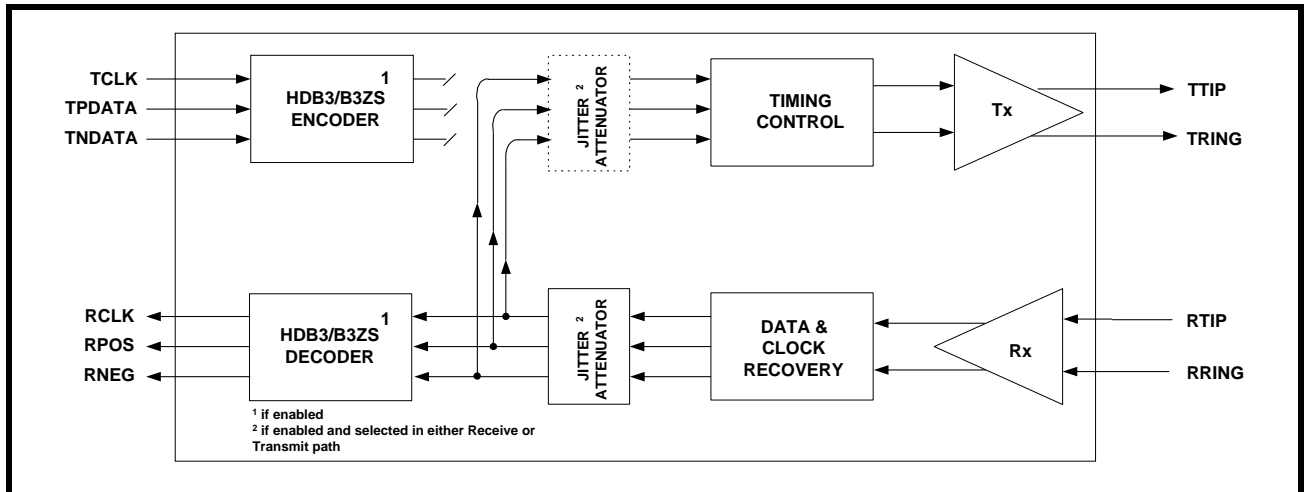 TCLK
TPDATA
TNDATA
HDB3/B3ZS 1
ENCODER
JITTER 2
ATTENUATOR
TIMING
CONTROL
Tx
TTIP
TRING
RCLK
RPOS
RNEG
HDB3/B3ZS 1
DECODER
JITTER 2
ATTENUATOR
DATA &
CLOCK
RECOVERY
Rx
RTIP
RRING
1 if enabled
2 if enabled and selected in either Receive or
Transmit path